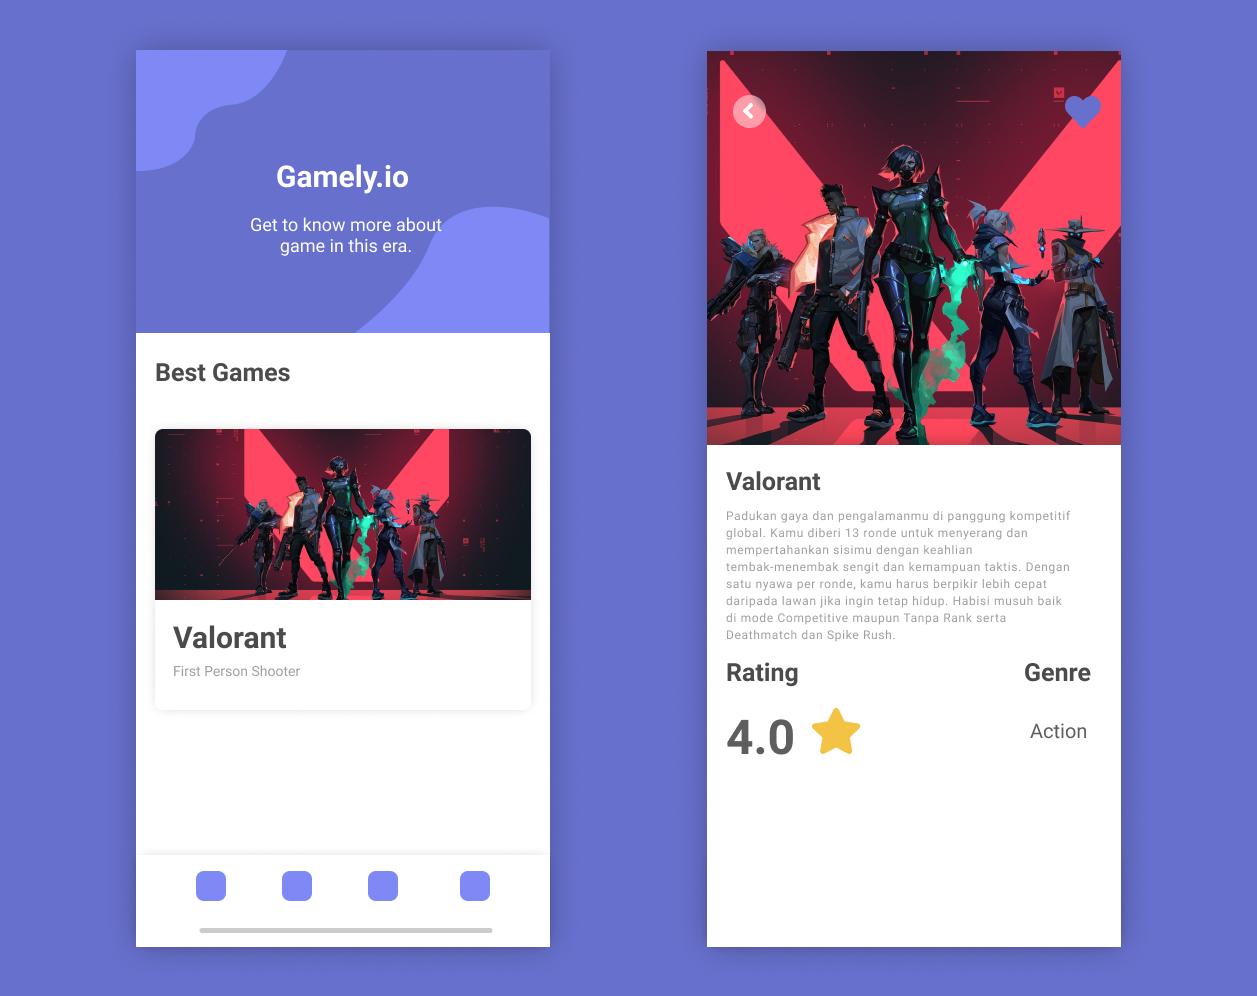 Gamely.io
Get to know more about
game in this era.
Best Games
Valorant
First Person Shooter
Valorant
Padukan gaya dan pengalamanmu di panggung kompetitif
global. Kamu diberi 13 ronde untuk menyerang dan
mempertahankan sisimu dengan keahlian
tembak-menembak sengit dan kemampuan taktis. Dengan
satu nyawa per ronde, kamu harus berpikir lebih cepat
daripada lawan jika ingin tetap hidup. Habisi musuh baik
di mode Competitive maupun Tanpa Rank serta
Deathmatch dan Spike Rush.
Rating
Genre
4.0
Action